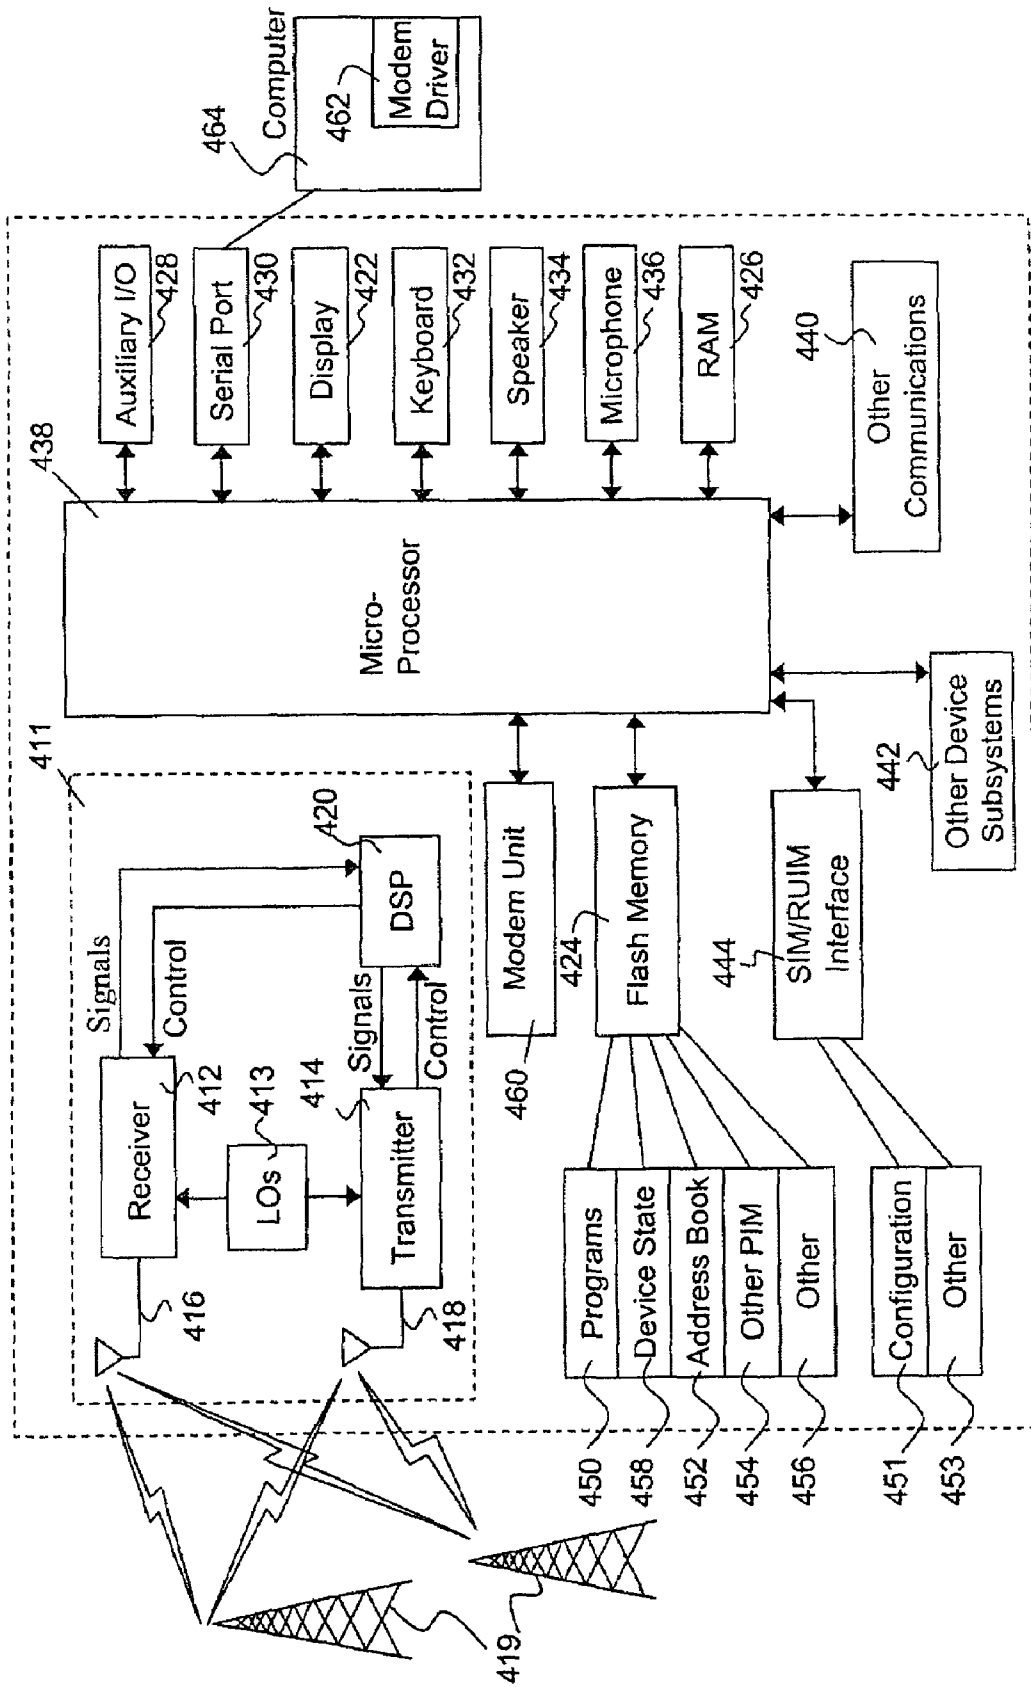 Computer
464
462
Modem
Driver
438
Auxiliary I/O
428
Serial Port
430
Display
422
Keyboard
432
Speaker
434
Microphone
436
RAM
426
Other
Communications
440
Micro-
Processor
411
Signals
Control
420
DSP
Signals
Control
Receiver
412
LOs
413
Transmitter
414
416
418
419
Modem Unit
460
Flash Memory
424
SIM/RUIM
Interface
444
Other Device
Subsystems
442
Programs
Device State
Address Book
Other PIM
Other
450
458
452
454
456
Configuration
Other
451
453